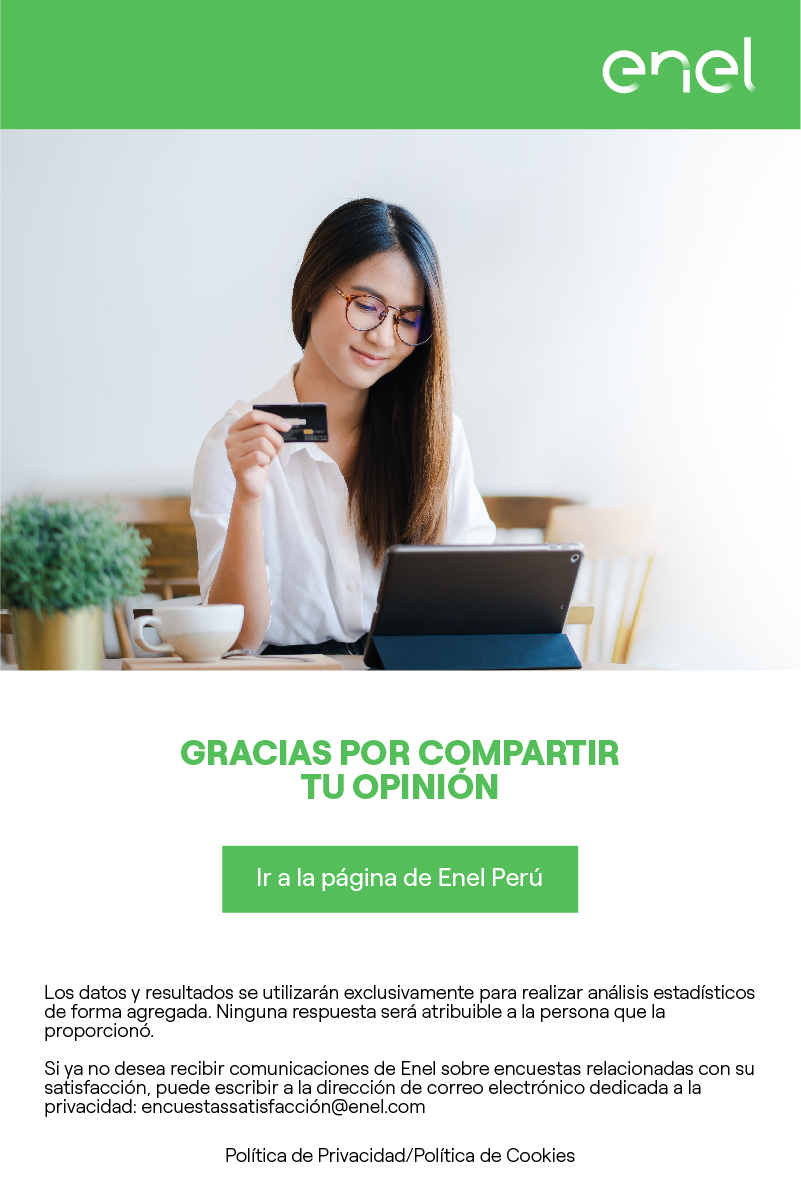 enel
GRACIAS POR COMPARTIR
TU OPINIÓN
Ir a la página de Enel Perú
Los datos y resultados se utilizarán exclusivamente para realizar análisis estadísticos
de forma agregada. Ninguna respuesta será atribuible a la persona que la
proporcionó.
Si ya no desea recibir comunicaciones de Enel sobre encuestas relacionadas con su
satisfacción, puede escribir a la dirección de correo electrónico dedicada a la
privacidad: encuestassatisfacción@enel.com
Política de Privacidad/Política de Cookies